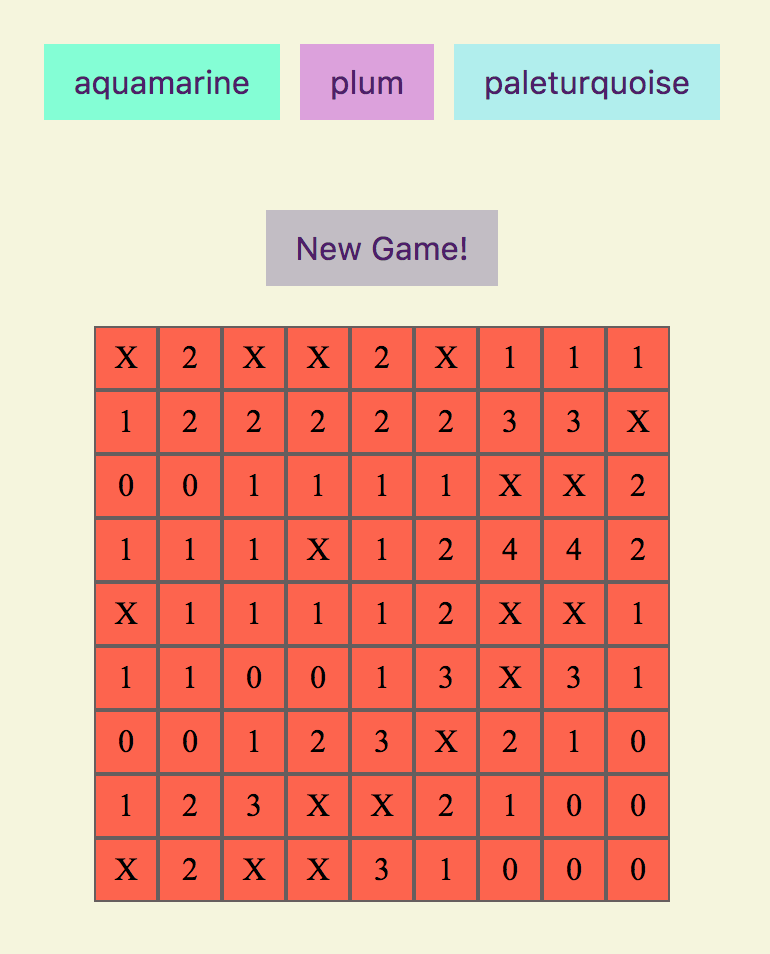 aquamarine plum paleturquoise
New Game!
X 2 X X 2 X 1 1 1
1 2 2 2 2 2 3 3 X
0 0 1 1 1 1 X X 2
1 1 1 X 1 2 4 4 2
X 1 1 1 1 2 X X 1
1 1 0 0 1 3 X 3 1
0 0 1 2 3 X 2 1 0
1 2 3 X X 2 1 0 0
X 2 X X 3 1 0 0 0